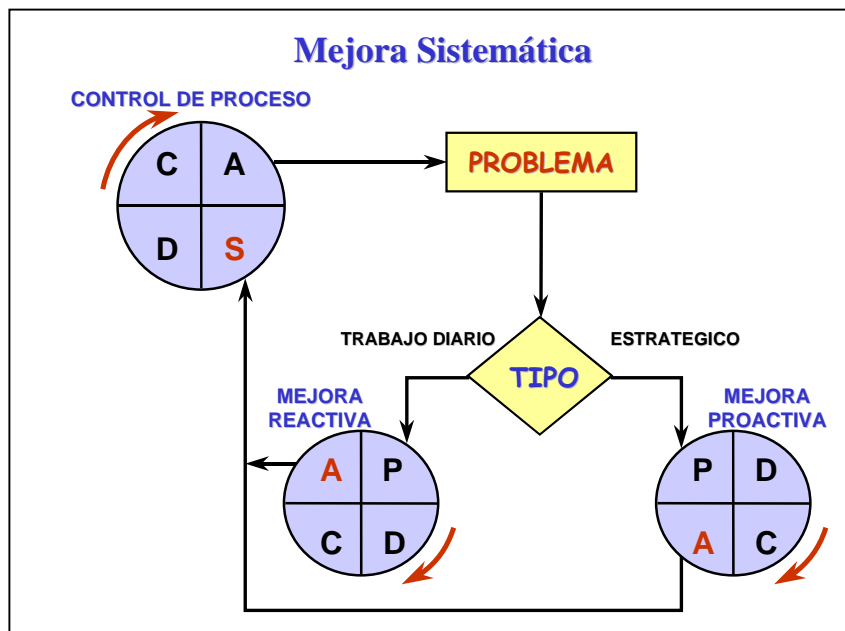 Mejora Sistemática
CONTROL DE PROCESO
C A
D S
PROBLEMA
TRABAJO DIARIO
ESTRATEGICO
TIPO
MEJORA
REACTIVA
A P
C D
MEJORA
PROACTIVA
P D
A C